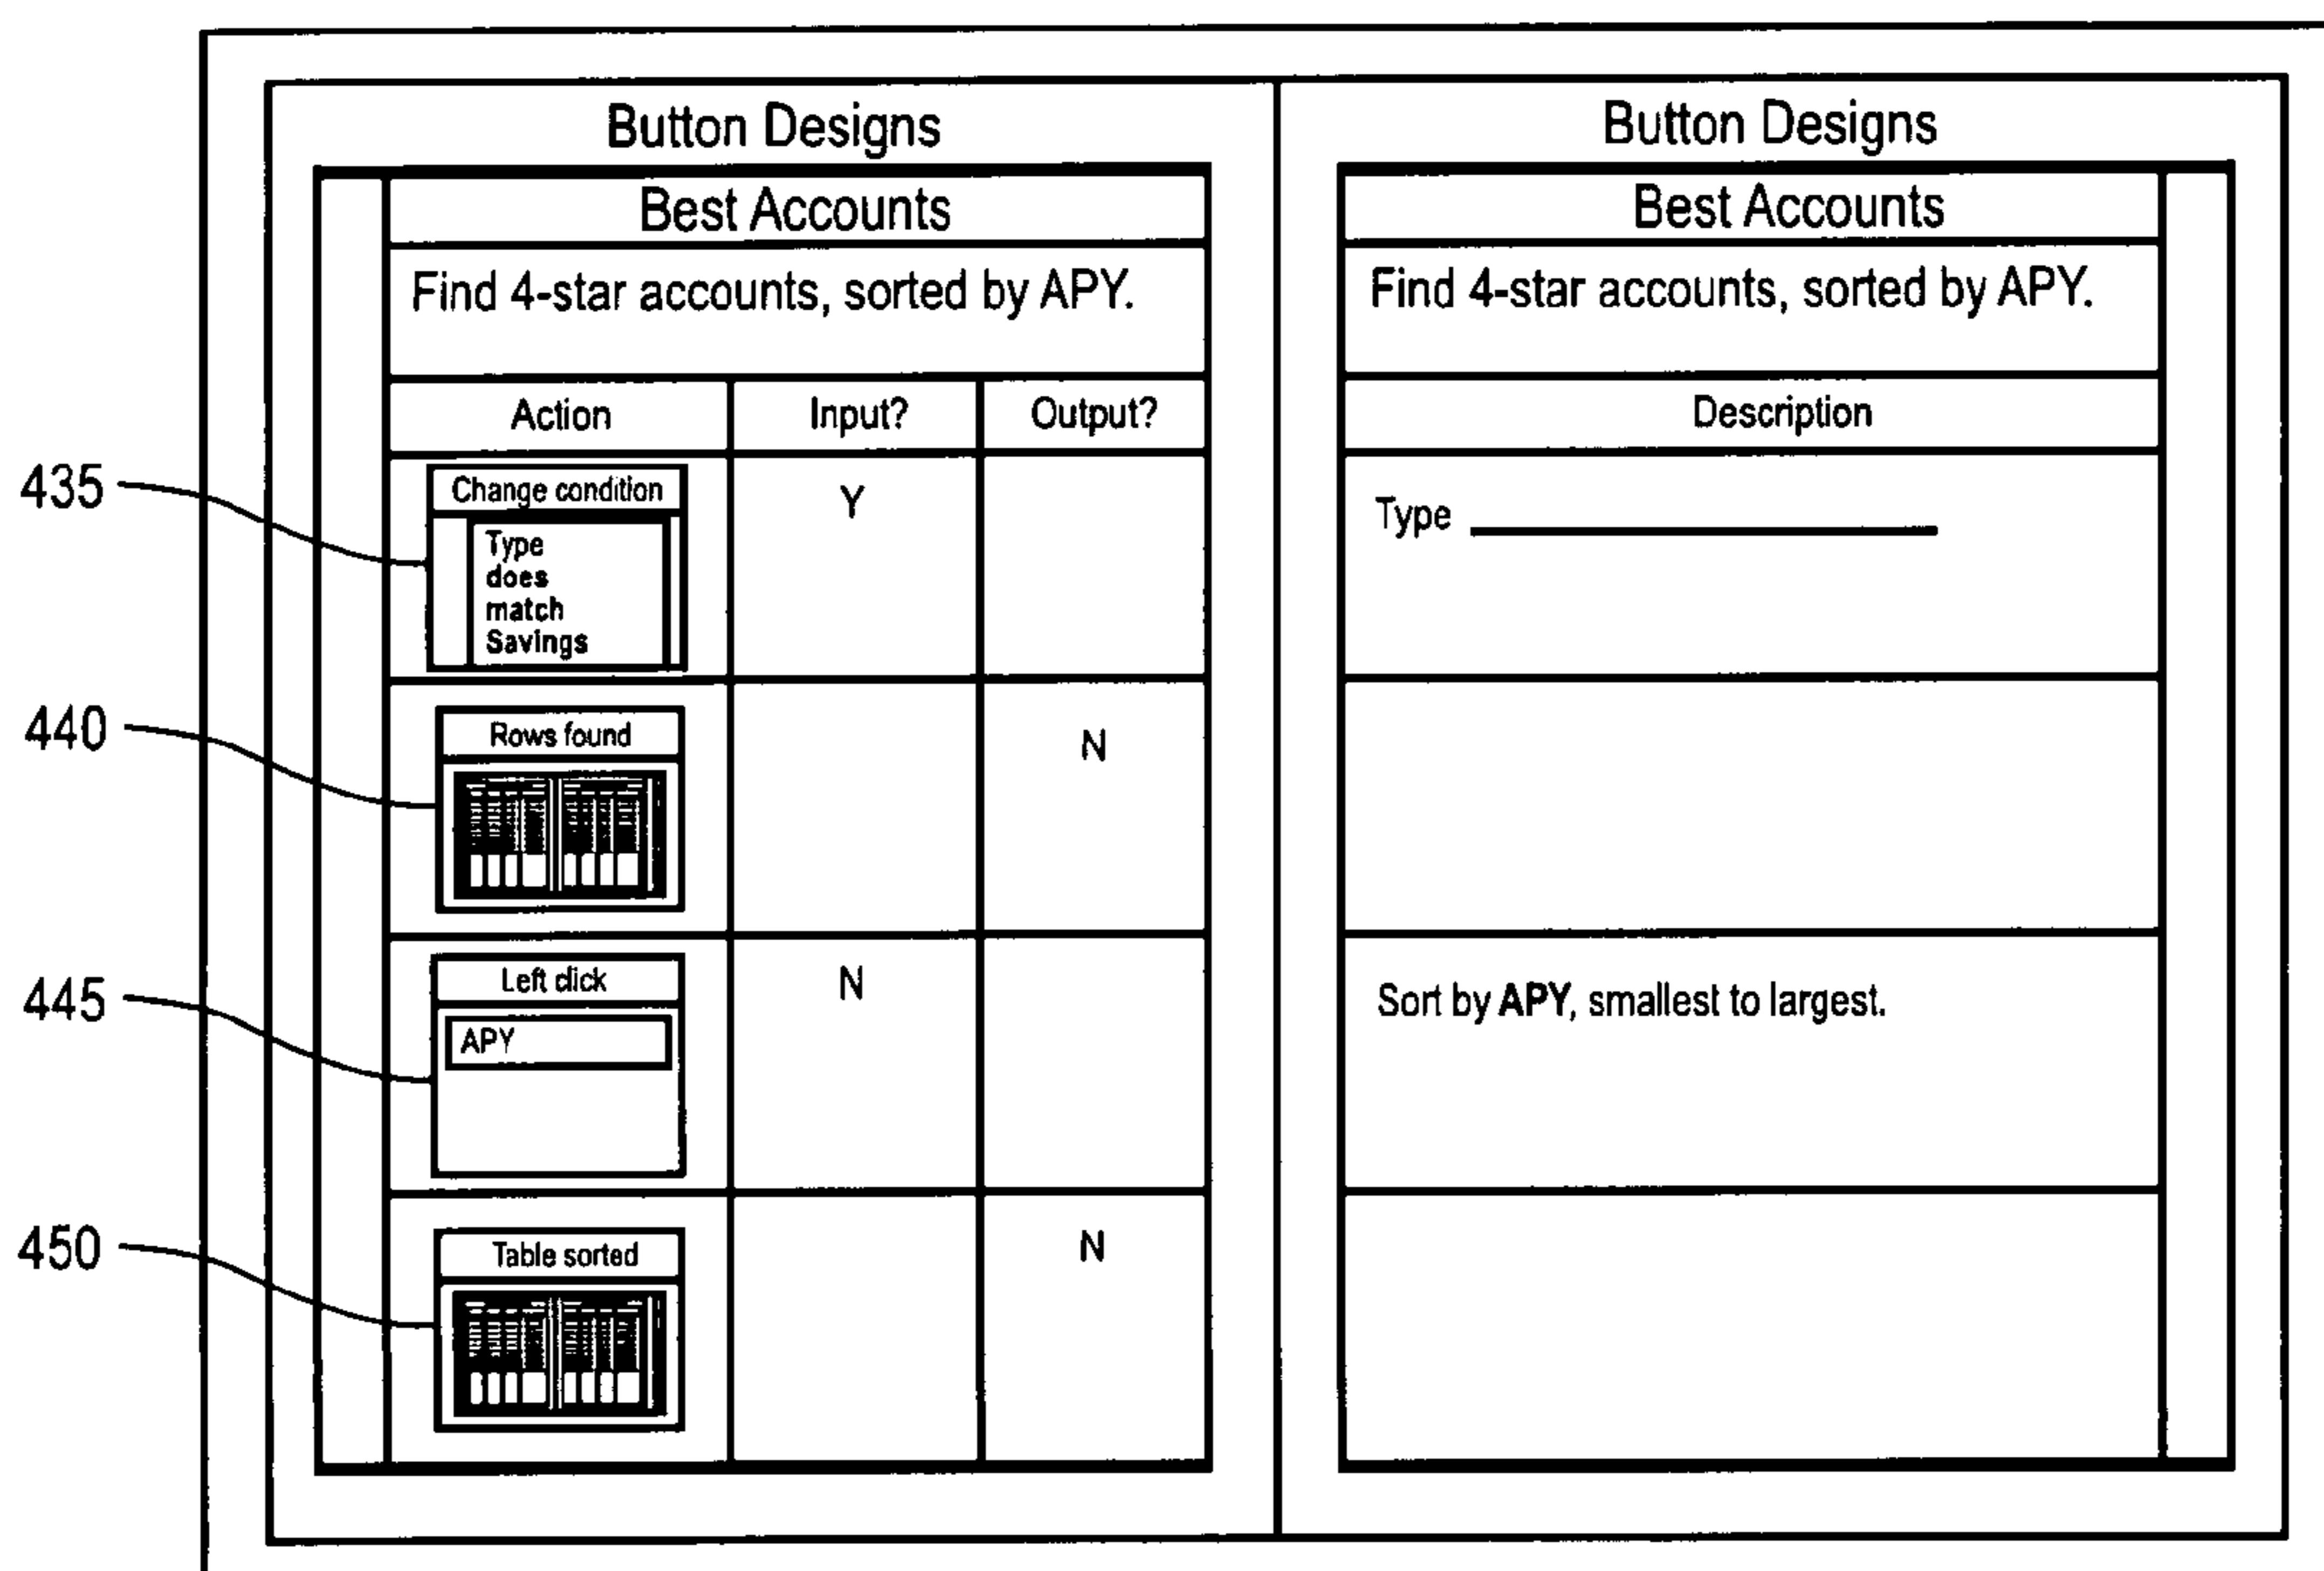 Button Designs
Best Accounts
Find 4-star accounts, sorted by APY.
Action Input? Output?
435
Change condition Y
Type
does
match
Savings
440
Rows found N
445
Left click N
APY
450
Table sorted N
Button Designs
Best Accounts
Find 4-star accounts, sorted by APY.
Description
Type
Sort by APY, smallest to largest.